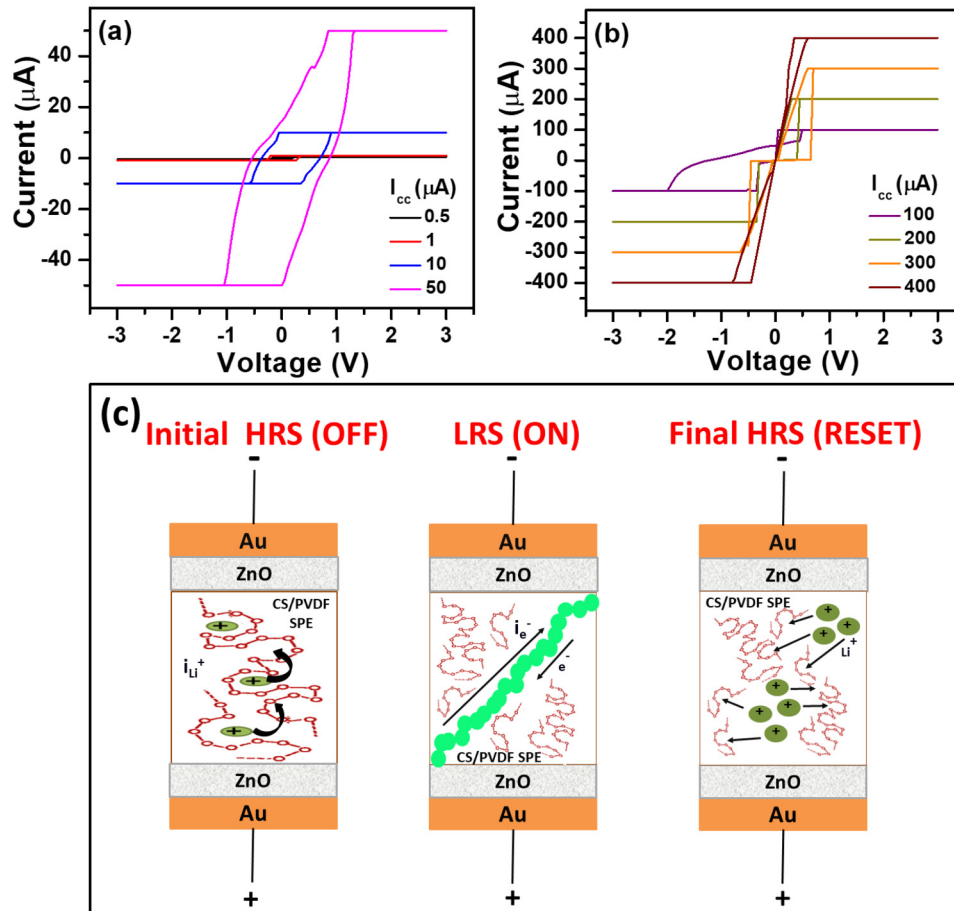 (a)
Current (μA)
40
20
0
-20
-40
I_cc (μA)
0.5
1
10
50
-3 -2 -1 0 1 2 3
Voltage (V)
(b)
Current (μA)
400
300
200
100
0
-100
-200
-300
-400
I_cc (μA)
100
200
300
400
-3 -2 -1 0 1 2 3
Voltage (V)
(c)
Initial HRS (OFF)
-
Au
ZnO
CS/PVDF
SPE
+
i_Li^+
+
+
ZnO
Au
+
LRS (ON)
-
Au
ZnO
i_e^-
e^-
CS/PVDF SPE
ZnO
Au
+
Final HRS (RESET)
-
Au
ZnO
CS/PVDF SPE
+
+ +
Li^+
+
+ +
+
ZnO
Au
+